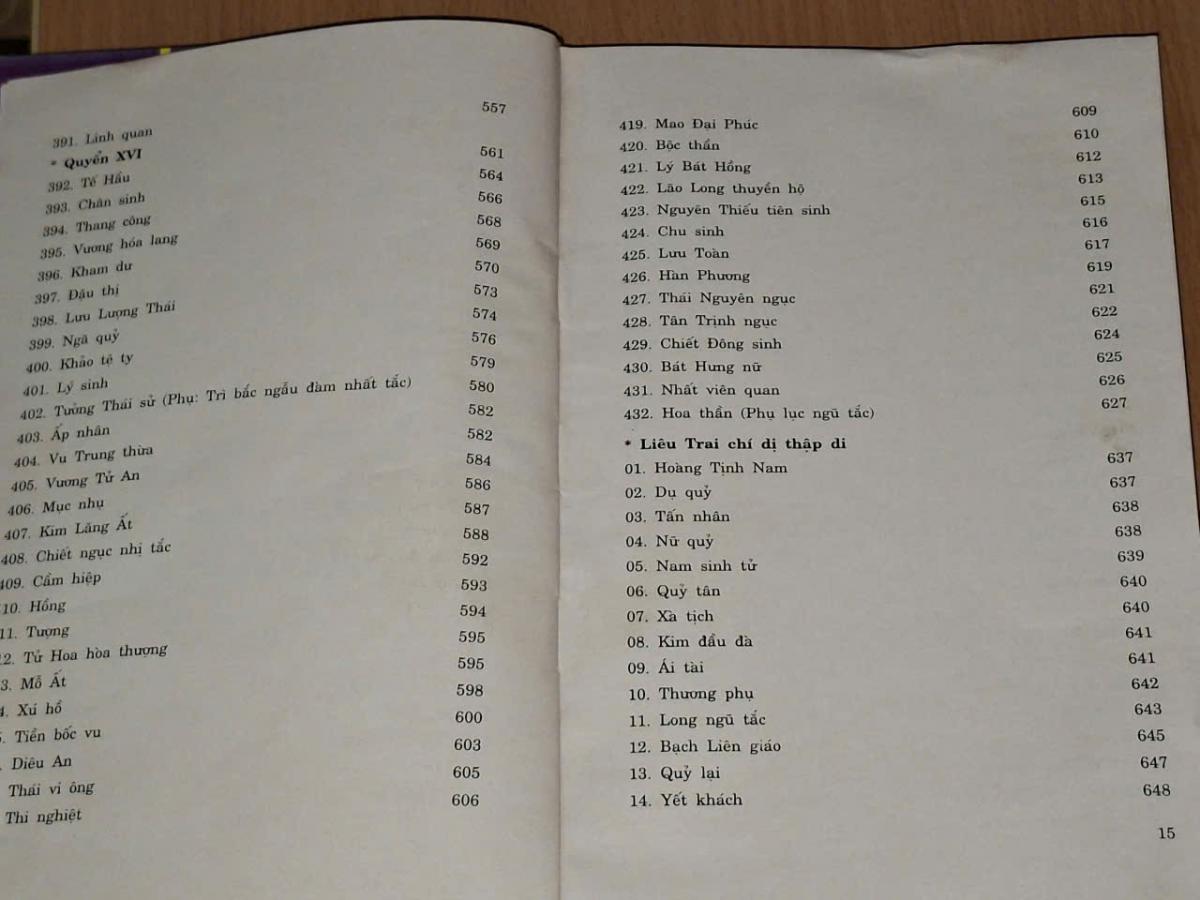 391. Linh quan 557
* Quyển XVI
392. Tế Hầu 561
393. Chân sinh 564
394. Thang công 566
395. Vương hóa lang 568
396. Kham dư 569
397. Đậu thị 570
398. Lưu Lượng Thái 573
399. Ngã quỷ 574
400. Khảo tệ ty 576
401. Lý sinh 579
402. Tưởng Thái sử (Phụ: Trì bắc ngẫu đàm nhất tắc) 580
403. Ấp nhân 582
404. Vu Trung thừa 582
405. Vương Tử An 584
406. Mục nhụ 586
407. Kim Lăng Ất 587
408. Chiết ngục nhị tắc 588
409. Cầm hiệp 592
10. Hồng 593
11. Tượng 594
2. Tử Hoa hòa thượng 595
3. Mỗ Ất 595
4. Xú hồ 598
. Tiền bốc vu 600
. Diêu An 603
Thái vi ông 605
Thi nghiệt 606
419. Mao Đại Phúc 609
420. Bộc thần 610
421. Lý Bát Hồng 612
422. Lão Long thuyền hộ 613
423. Nguyên Thiếu tiên sinh 615
424. Chu sinh 616
425. Lưu Toàn 617
426. Hàn Phương 619
427. Thái Nguyên ngục 621
428. Tân Trịnh ngục 622
429. Chiết Đông sinh 624
430. Bát Hưng nữ 625
431. Nhất viên quan 626
432. Hoa thần (Phụ lục ngũ tắc) 627
* Liêu Trai chí dị thập di
01. Hoàng Tịnh Nam 637
02. Dụ quỷ 637
03. Tấn nhân 638
04. Nữ quỷ 638
05. Nam sinh tử 639
06. Quỷ tân 640
07. Xà tịch 640
08. Kim đầu đà 641
09. Ái tài 641
10. Thương phụ 642
11. Long ngũ tắc 643
12. Bạch Liên giáo 645
13. Quỷ lại 647
14. Yết khách 648
15